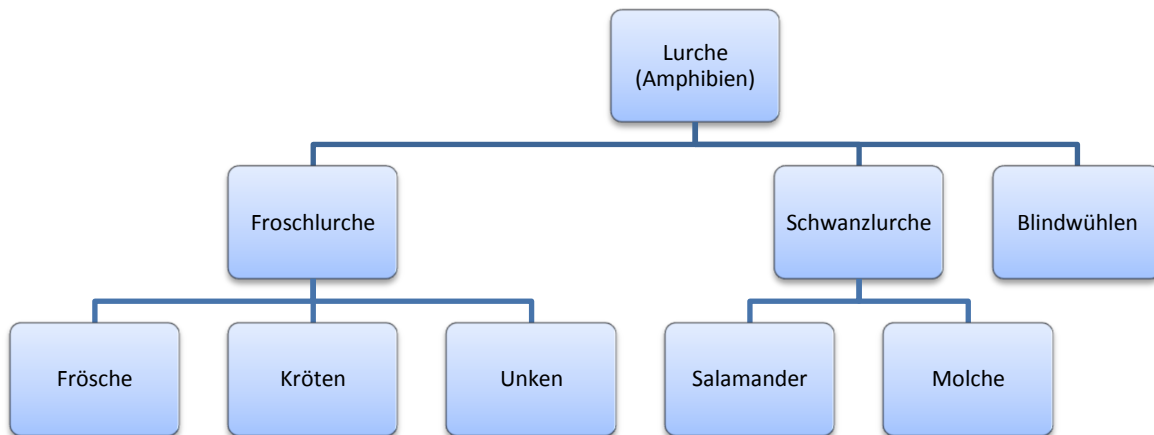 Lurche
(Amphibien)
Froschlurche
Schwanzlurche
Blindwühlen
Frösche
Kröten
Unken
Salamander
Molche